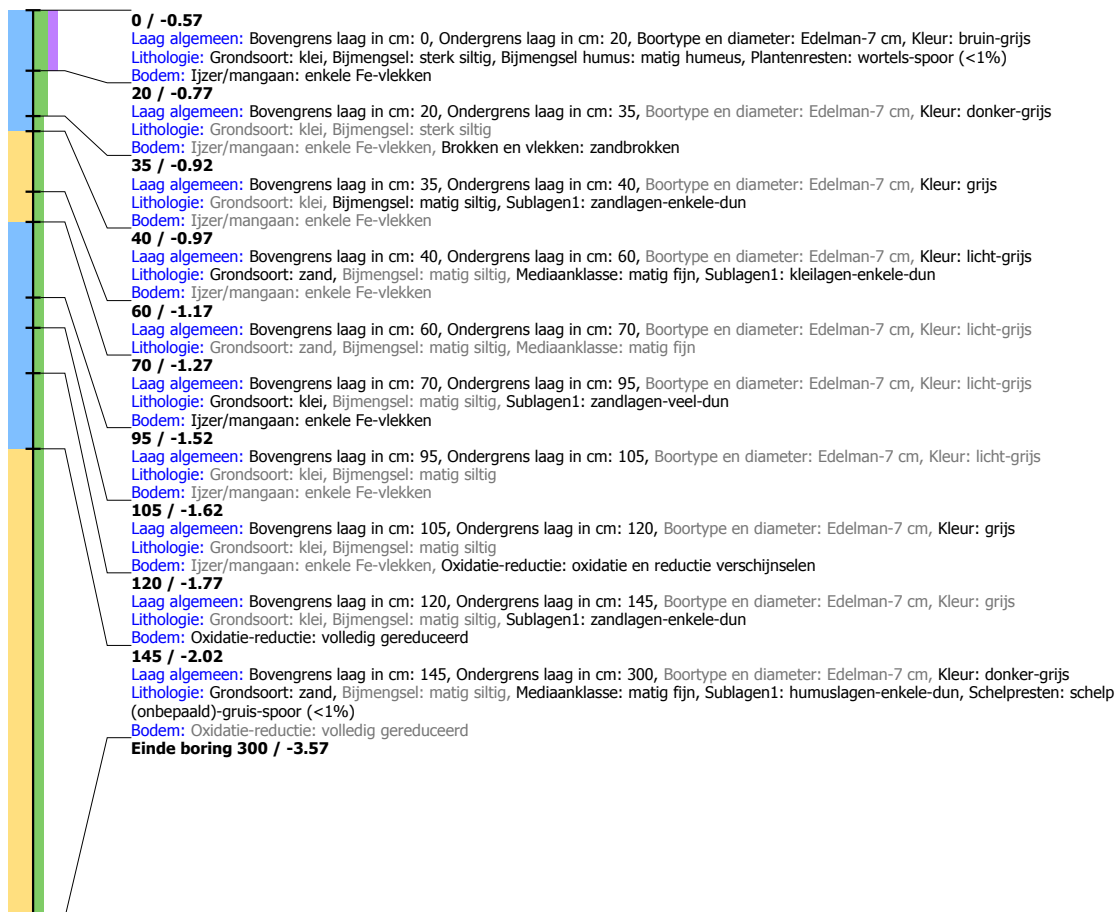 0 / -0.57
Laag algemeen: Bovengrens laag in cm: 0, Ondergrens laag in cm: 20, Boortype en diameter: Edelman-7 cm, Kleur: bruin-grijs
Lithologie: Grondsoort: klei, Bijmengsel: sterk siltig, Bijmengsel humus: matig humeus, Plantenresten: wortels-spoor (<1%)
Bodem: Ijzer/mangaan: enkele Fe-vlekken
20 / -0.77
Laag algemeen: Bovengrens laag in cm: 20, Ondergrens laag in cm: 35, Boortype en diameter: Edelman-7 cm, Kleur: donker-grijs
Lithologie: Grondsoort: klei, Bijmengsel: sterk siltig
Bodem: Ijzer/mangaan: enkele Fe-vlekken, Brokken en vlekken: zandbrokken
35 / -0.92
Laag algemeen: Bovengrens laag in cm: 35, Ondergrens laag in cm: 40, Boortype en diameter: Edelman-7 cm, Kleur: grijs
Lithologie: Grondsoort: klei, Bijmengsel: matig siltig, Sublagen1: zandlagen-enkele-dun
Bodem: Ijzer/mangaan: enkele Fe-vlekken
40 / -0.97
Laag algemeen: Bovengrens laag in cm: 40, Ondergrens laag in cm: 60, Boortype en diameter: Edelman-7 cm, Kleur: licht-grijs
Lithologie: Grondsoort: zand, Bijmengsel: matig siltig, Mediaanklasse: matig fijn, Sublagen1: kleilagen-enkele-dun
Bodem: Ijzer/mangaan: enkele Fe-vlekken
60 / -1.17
Laag algemeen: Bovengrens laag in cm: 60, Ondergrens laag in cm: 70, Boortype en diameter: Edelman-7 cm, Kleur: licht-grijs
Lithologie: Grondsoort: zand, Bijmengsel: matig siltig, Mediaanklasse: matig fijn
70 / -1.27
Laag algemeen: Bovengrens laag in cm: 70, Ondergrens laag in cm: 95, Boortype en diameter: Edelman-7 cm, Kleur: licht-grijs
Lithologie: Grondsoort: klei, Bijmengsel: matig siltig, Sublagen1: zandlagen-veel-dun
Bodem: Ijzer/mangaan: enkele Fe-vlekken
95 / -1.52
Laag algemeen: Bovengrens laag in cm: 95, Ondergrens laag in cm: 105, Boortype en diameter: Edelman-7 cm, Kleur: licht-grijs
Lithologie: Grondsoort: klei, Bijmengsel: matig siltig
Bodem: Ijzer/mangaan: enkele Fe-vlekken
105 / -1.62
Laag algemeen: Bovengrens laag in cm: 105, Ondergrens laag in cm: 120, Boortype en diameter: Edelman-7 cm, Kleur: grijs
Lithologie: Grondsoort: klei, Bijmengsel: matig siltig
Bodem: Ijzer/mangaan: enkele Fe-vlekken, Oxidatie-reductie: oxidatie en reductie verschijnselen
120 / -1.77
Laag algemeen: Bovengrens laag in cm: 120, Ondergrens laag in cm: 145, Boortype en diameter: Edelman-7 cm, Kleur: grijs
Lithologie: Grondsoort: klei, Bijmengsel: matig siltig, Sublagen1: zandlagen-enkele-dun
Bodem: Oxidatie-reductie: volledig gereduceerd
145 / -2.02
Laag algemeen: Bovengrens laag in cm: 145, Ondergrens laag in cm: 300, Boortype en diameter: Edelman-7 cm, Kleur: donker-grijs
Lithologie: Grondsoort: zand, Bijmengsel: matig siltig, Mediaanklasse: matig fijn, Sublagen1: humuslagen-enkele-dun, Schelpresten: schelp
(onbepaald)-gruis-spoor (<1%)
Bodem: Oxidatie-reductie: volledig gereduceerd
Einde boring 300 / -3.57